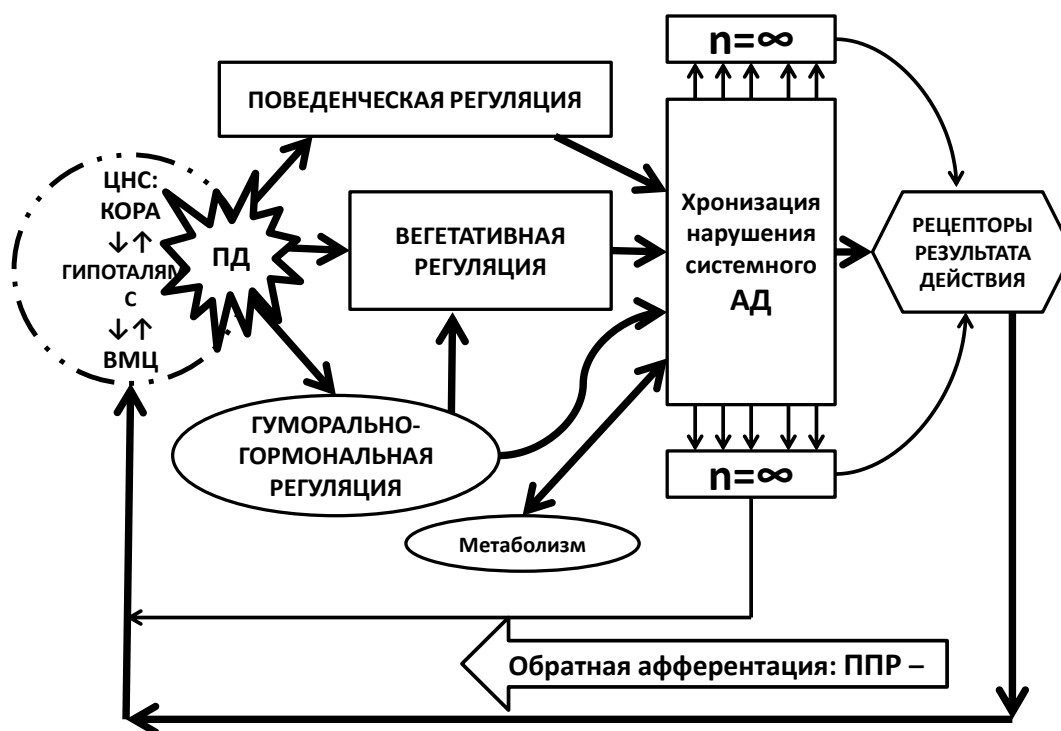 n=∞
ПОВЕДЕНЧЕСКАЯ РЕГУЛЯЦИЯ
ЦНС:
КОРА
↓↑
ГИПОТАЛЯМ
С
↓↑
ВМЦ
ПД
ВЕГЕТАТИВНАЯ
РЕГУЛЯЦИЯ
Хронизация
нарушения
системного
АД
РЕЦЕПТОРЫ
РЕЗУЛЬТАТА
ДЕЙСТВИЯ
ГУМОРАЛЬНО-
ГОРМОНАЛЬНАЯ
РЕГУЛЯЦИЯ
n=∞
Метаболизм
Обратная афферентация: ППР –